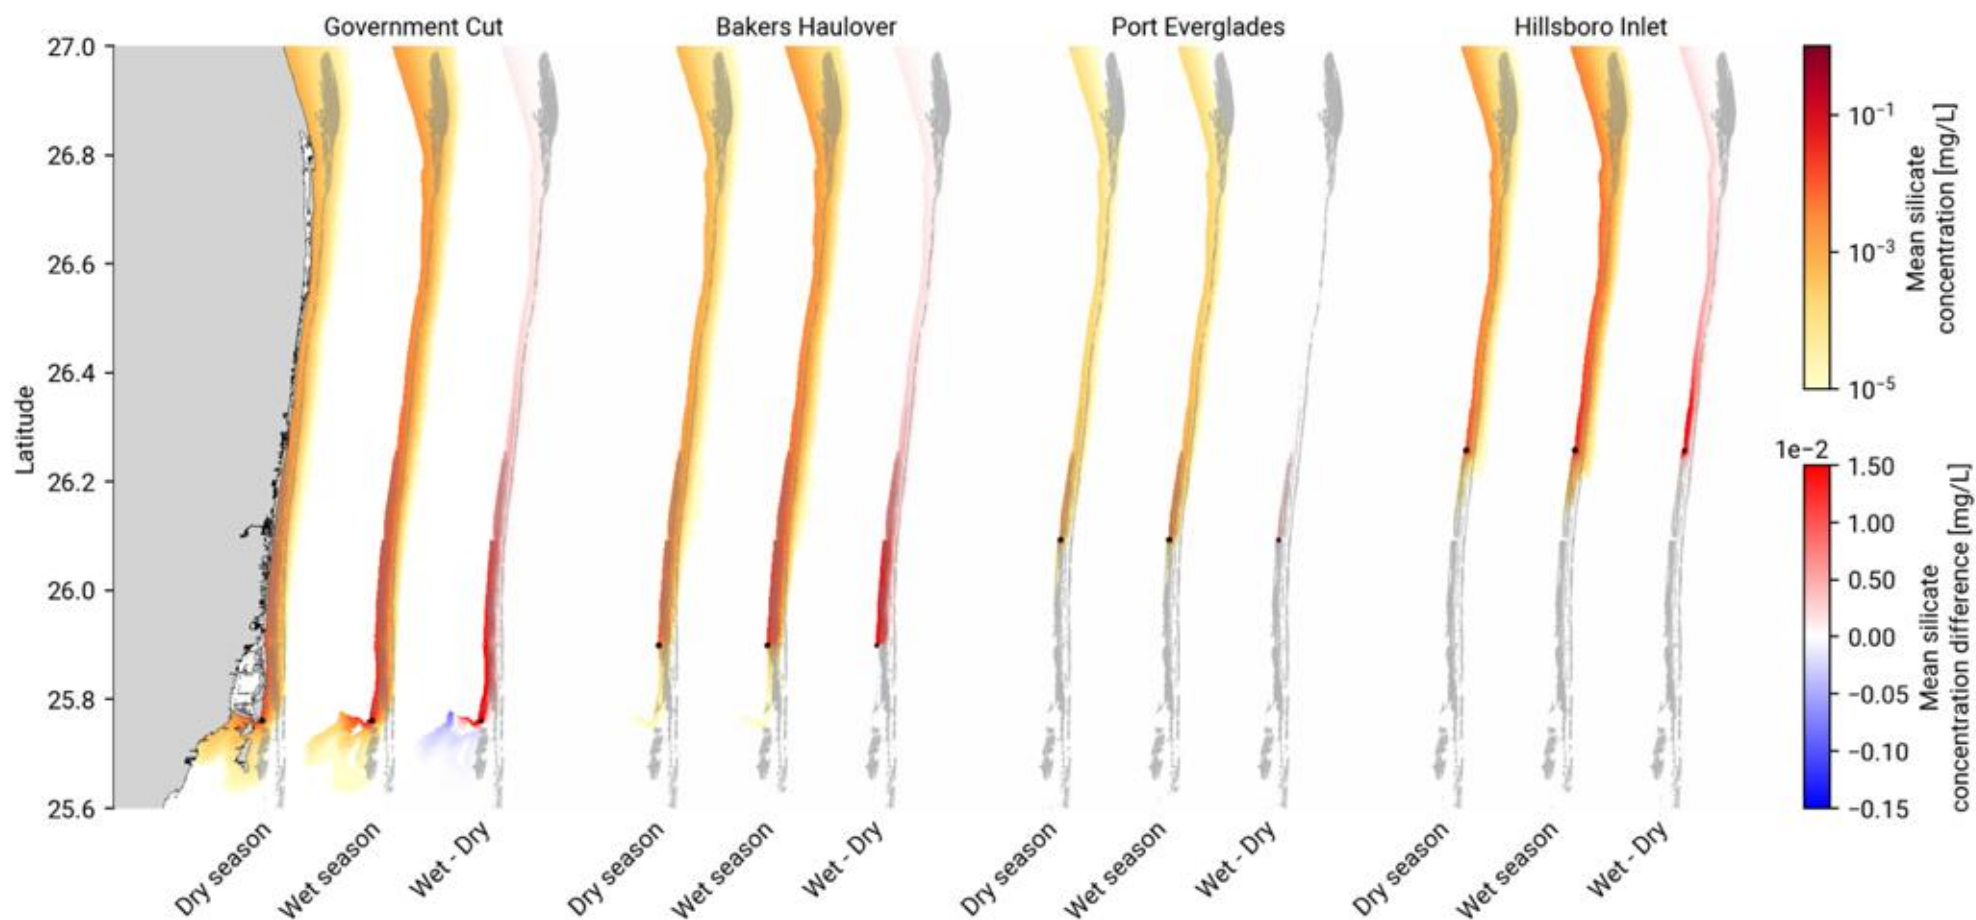 Government Cut
Bakers Haulover
Port Everglades
Hillsboro Inlet
27.0
26.8
26.6
26.4
26.2
26.0
25.8
25.6
Latitude
Dry season
Wet season
Wet - Dry
Dry season
Wet season
Wet - Dry
Dry season
Wet season
Wet - Dry
Dry season
Wet season
Wet - Dry
10⁻¹
10⁻³
10⁻⁵
Mean silicate
concentration [mg/L]
1e−2
1.50
1.00
0.50
0.00
−0.05
−0.10
−0.15
Mean silicate
concentration difference [mg/L]